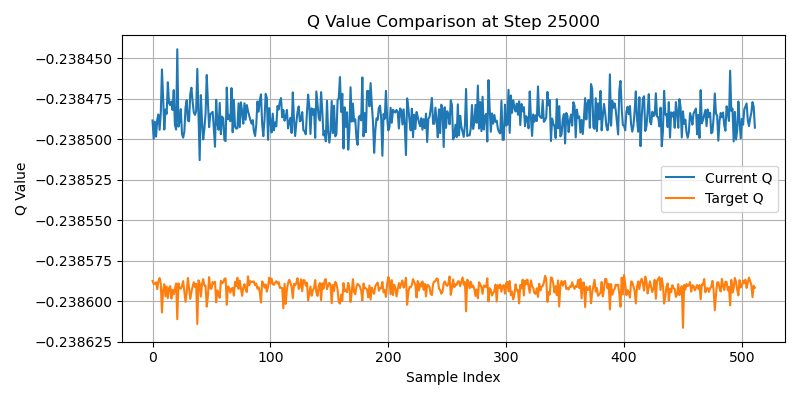 Q Value Comparison at Step 25000
−0.238450
−0.238475
−0.238500
−0.238525
−0.238550
−0.238575
−0.238600
−0.238625
Q Value
Current Q
Target Q
0 100 200 300 400 500
Sample Index